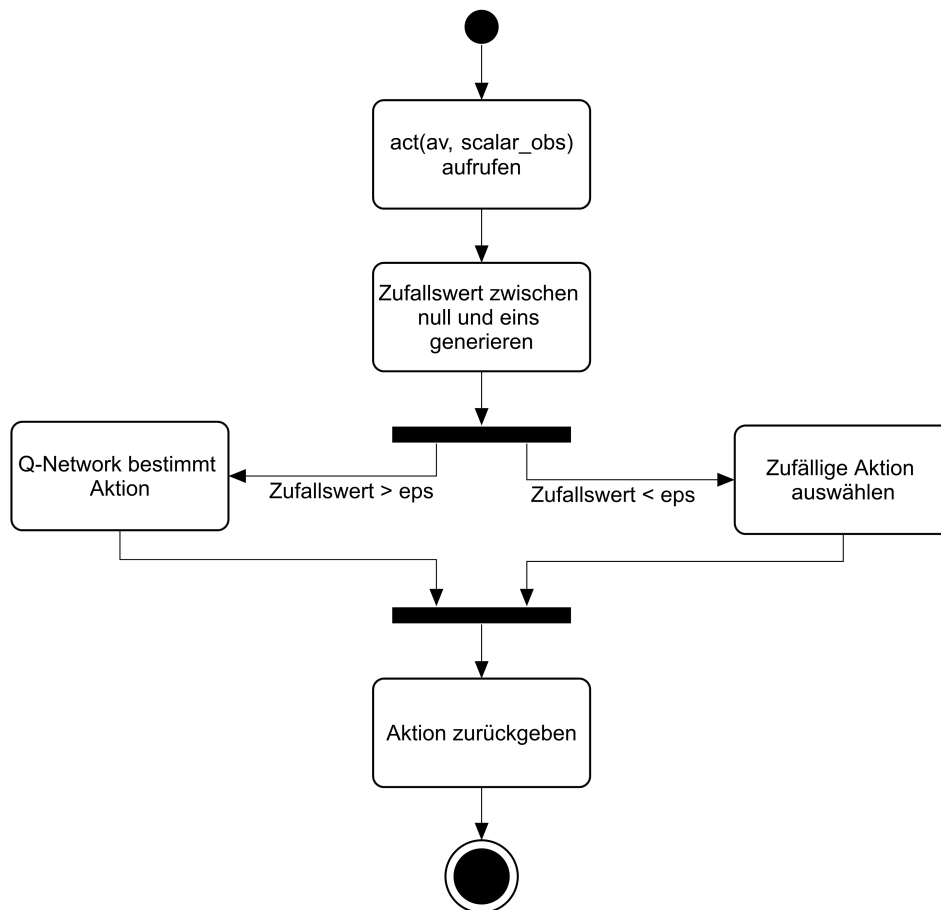 act(av, scalar_obs)
aufrufen
Zufallswert zwischen
null und eins
generieren
Q-Network bestimmt
Aktion
Zufallswert > eps
Zufallswert < eps
Zufällige Aktion
auswählen
Aktion zurückgeben